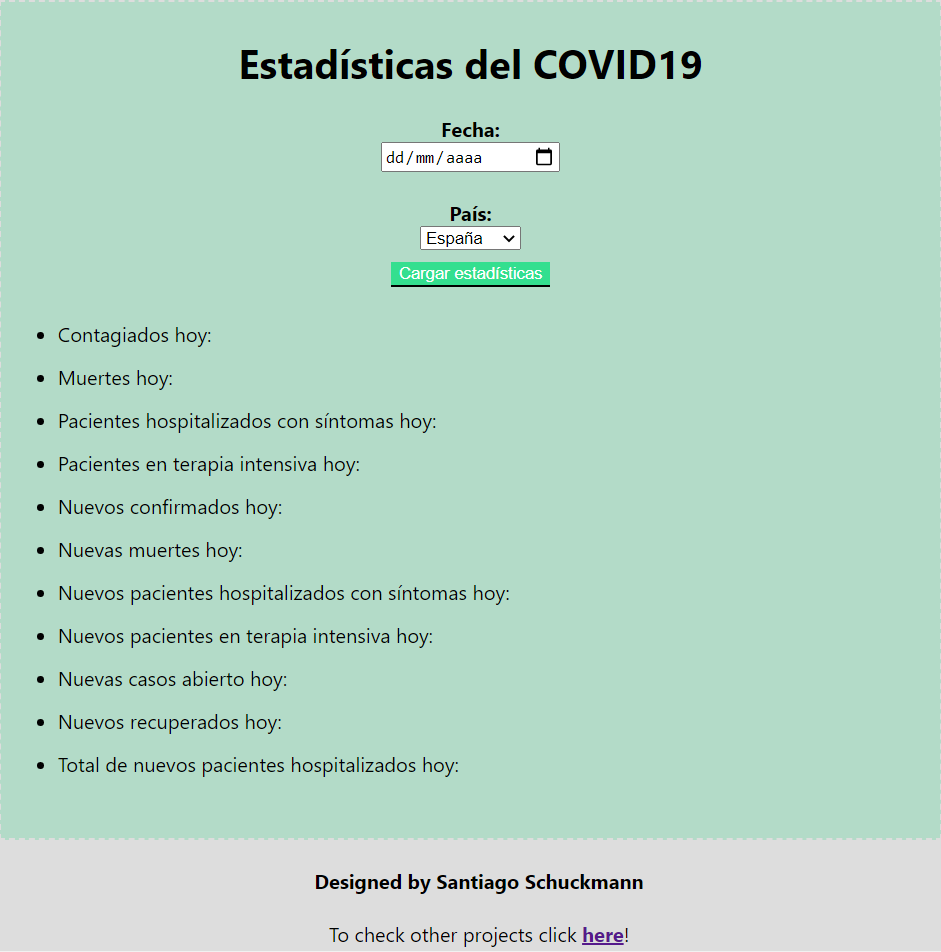 Estadísticas del COVID19
Fecha:
dd/mm/aaaa
País:
España
Cargar estadísticas
Contagiados hoy:
Muertes hoy:
Pacientes hospitalizados con síntomas hoy:
Pacientes en terapia intensiva hoy:
Nuevos confirmados hoy:
Nuevas muertes hoy:
Nuevos pacientes hospitalizados con síntomas hoy:
Nuevos pacientes en terapia intensiva hoy:
Nuevas casos abierto hoy:
Nuevos recuperados hoy:
Total de nuevos pacientes hospitalizados hoy:
Designed by Santiago Schuckmann
To check other projects click here!